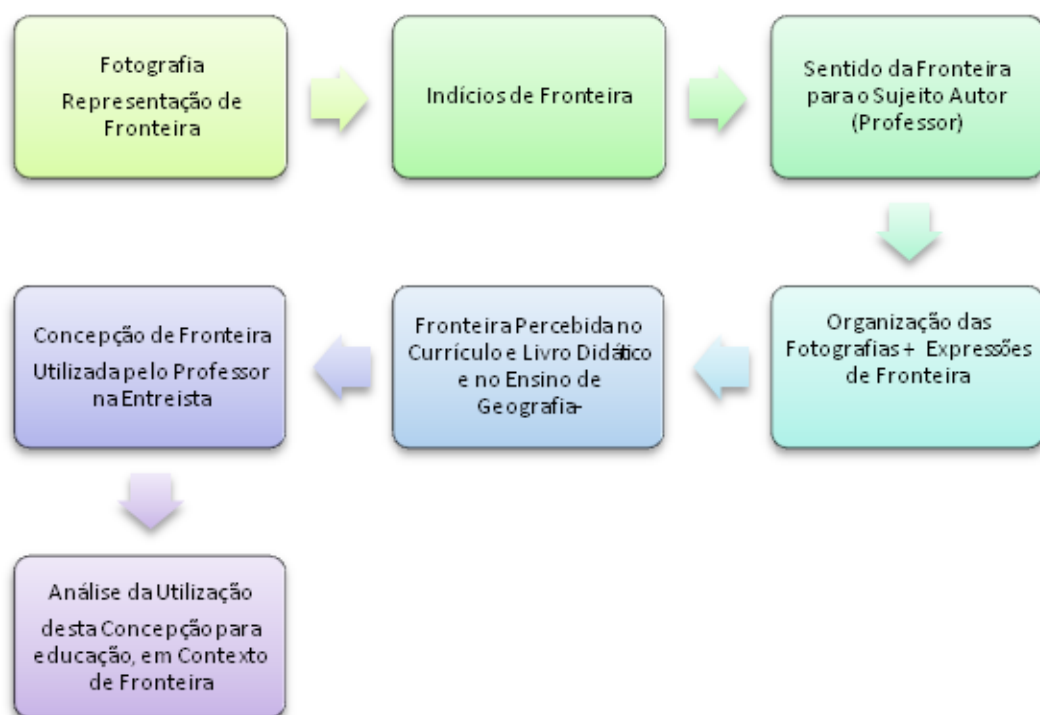 Fotografia
Representação de
Fronteira
Indícios de Fronteira
Sentido da Fronteira
para o Sujeito Autor
(Professor)
Organização das
Fotografias + Expressões
de Fronteira
Fronteira Percebida no
Currículo e Livro Didático
e no Ensino de
Geografia-
Concepção de Fronteira
Utilizada pelo Professor
na Entreista
Análise da Utilização
desta Concepção para
educação, em Contexto
de Fronteira